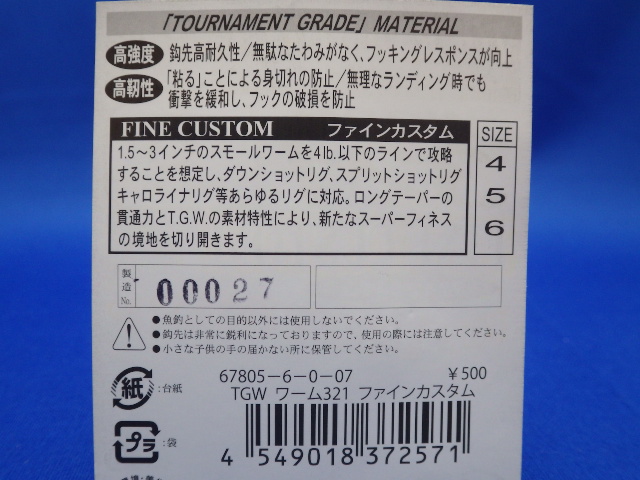 「TOURNAMENT GRADE」 MATERIAL
高強度 鈎先高耐久性／無駄なたわみがなく、フッキングレスポンスが向上
高靭性 「粘る」ことによる身切れの防止／無理なランディング時でも
衝撃を緩和し、フックの破損を防止
FINE CUSTOM ファインカスタム
1.5～3インチのスモールワームを4lb.以下のラインで攻略
することを想定し、ダウンショットリグ、スプリットショットリグ
キャロライナリグ等あらゆるリグに対応。ロングテーパーの
貫通力とT.G.W.の素材特性により、新たなスーパーフィネス
の境地を切り開きます。
SIZE
4
5
6
製造No. 00027
●魚釣としての目的以外には使用しないでください。
●鈎先は非常に鋭利になっておりますので、使用の際には注意してください。
●小さな子供の手の届かない所に保管してください。
紙 :台紙
プラ :袋
67805-6-0-07 ￥500
TGW ワーム321 ファインカスタム
4 549018 372571